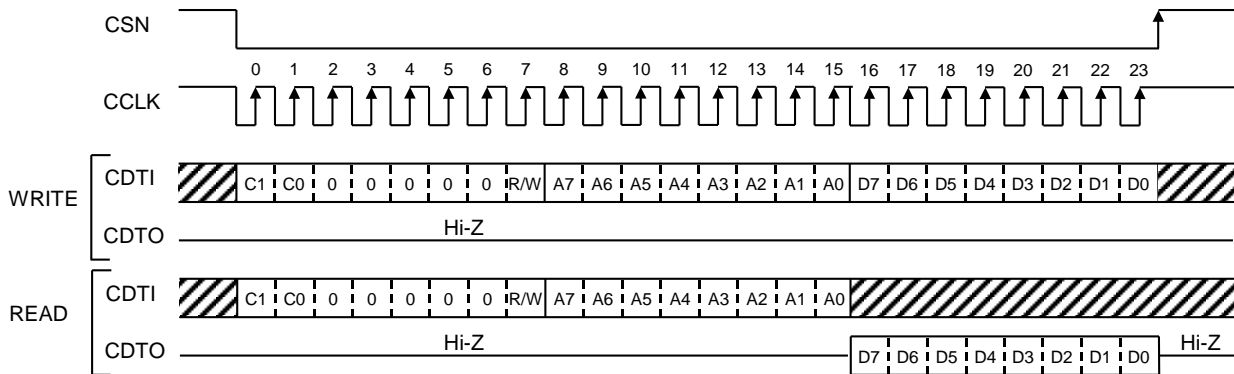 CSN
0 1 2 3 4 5 6 7 8 9 10 11 12 13 14 15 16 17 18 19 20 21 22 23
CCLK
WRITE
CDTI C1 C0 0 0 0 0 0 R/W A7 A6 A5 A4 A3 A2 A1 A0 D7 D6 D5 D4 D3 D2 D1 D0
CDTO Hi-Z
READ
CDTI C1 C0 0 0 0 0 0 R/W A7 A6 A5 A4 A3 A2 A1 A0
CDTO Hi-Z D7 D6 D5 D4 D3 D2 D1 D0 Hi-Z